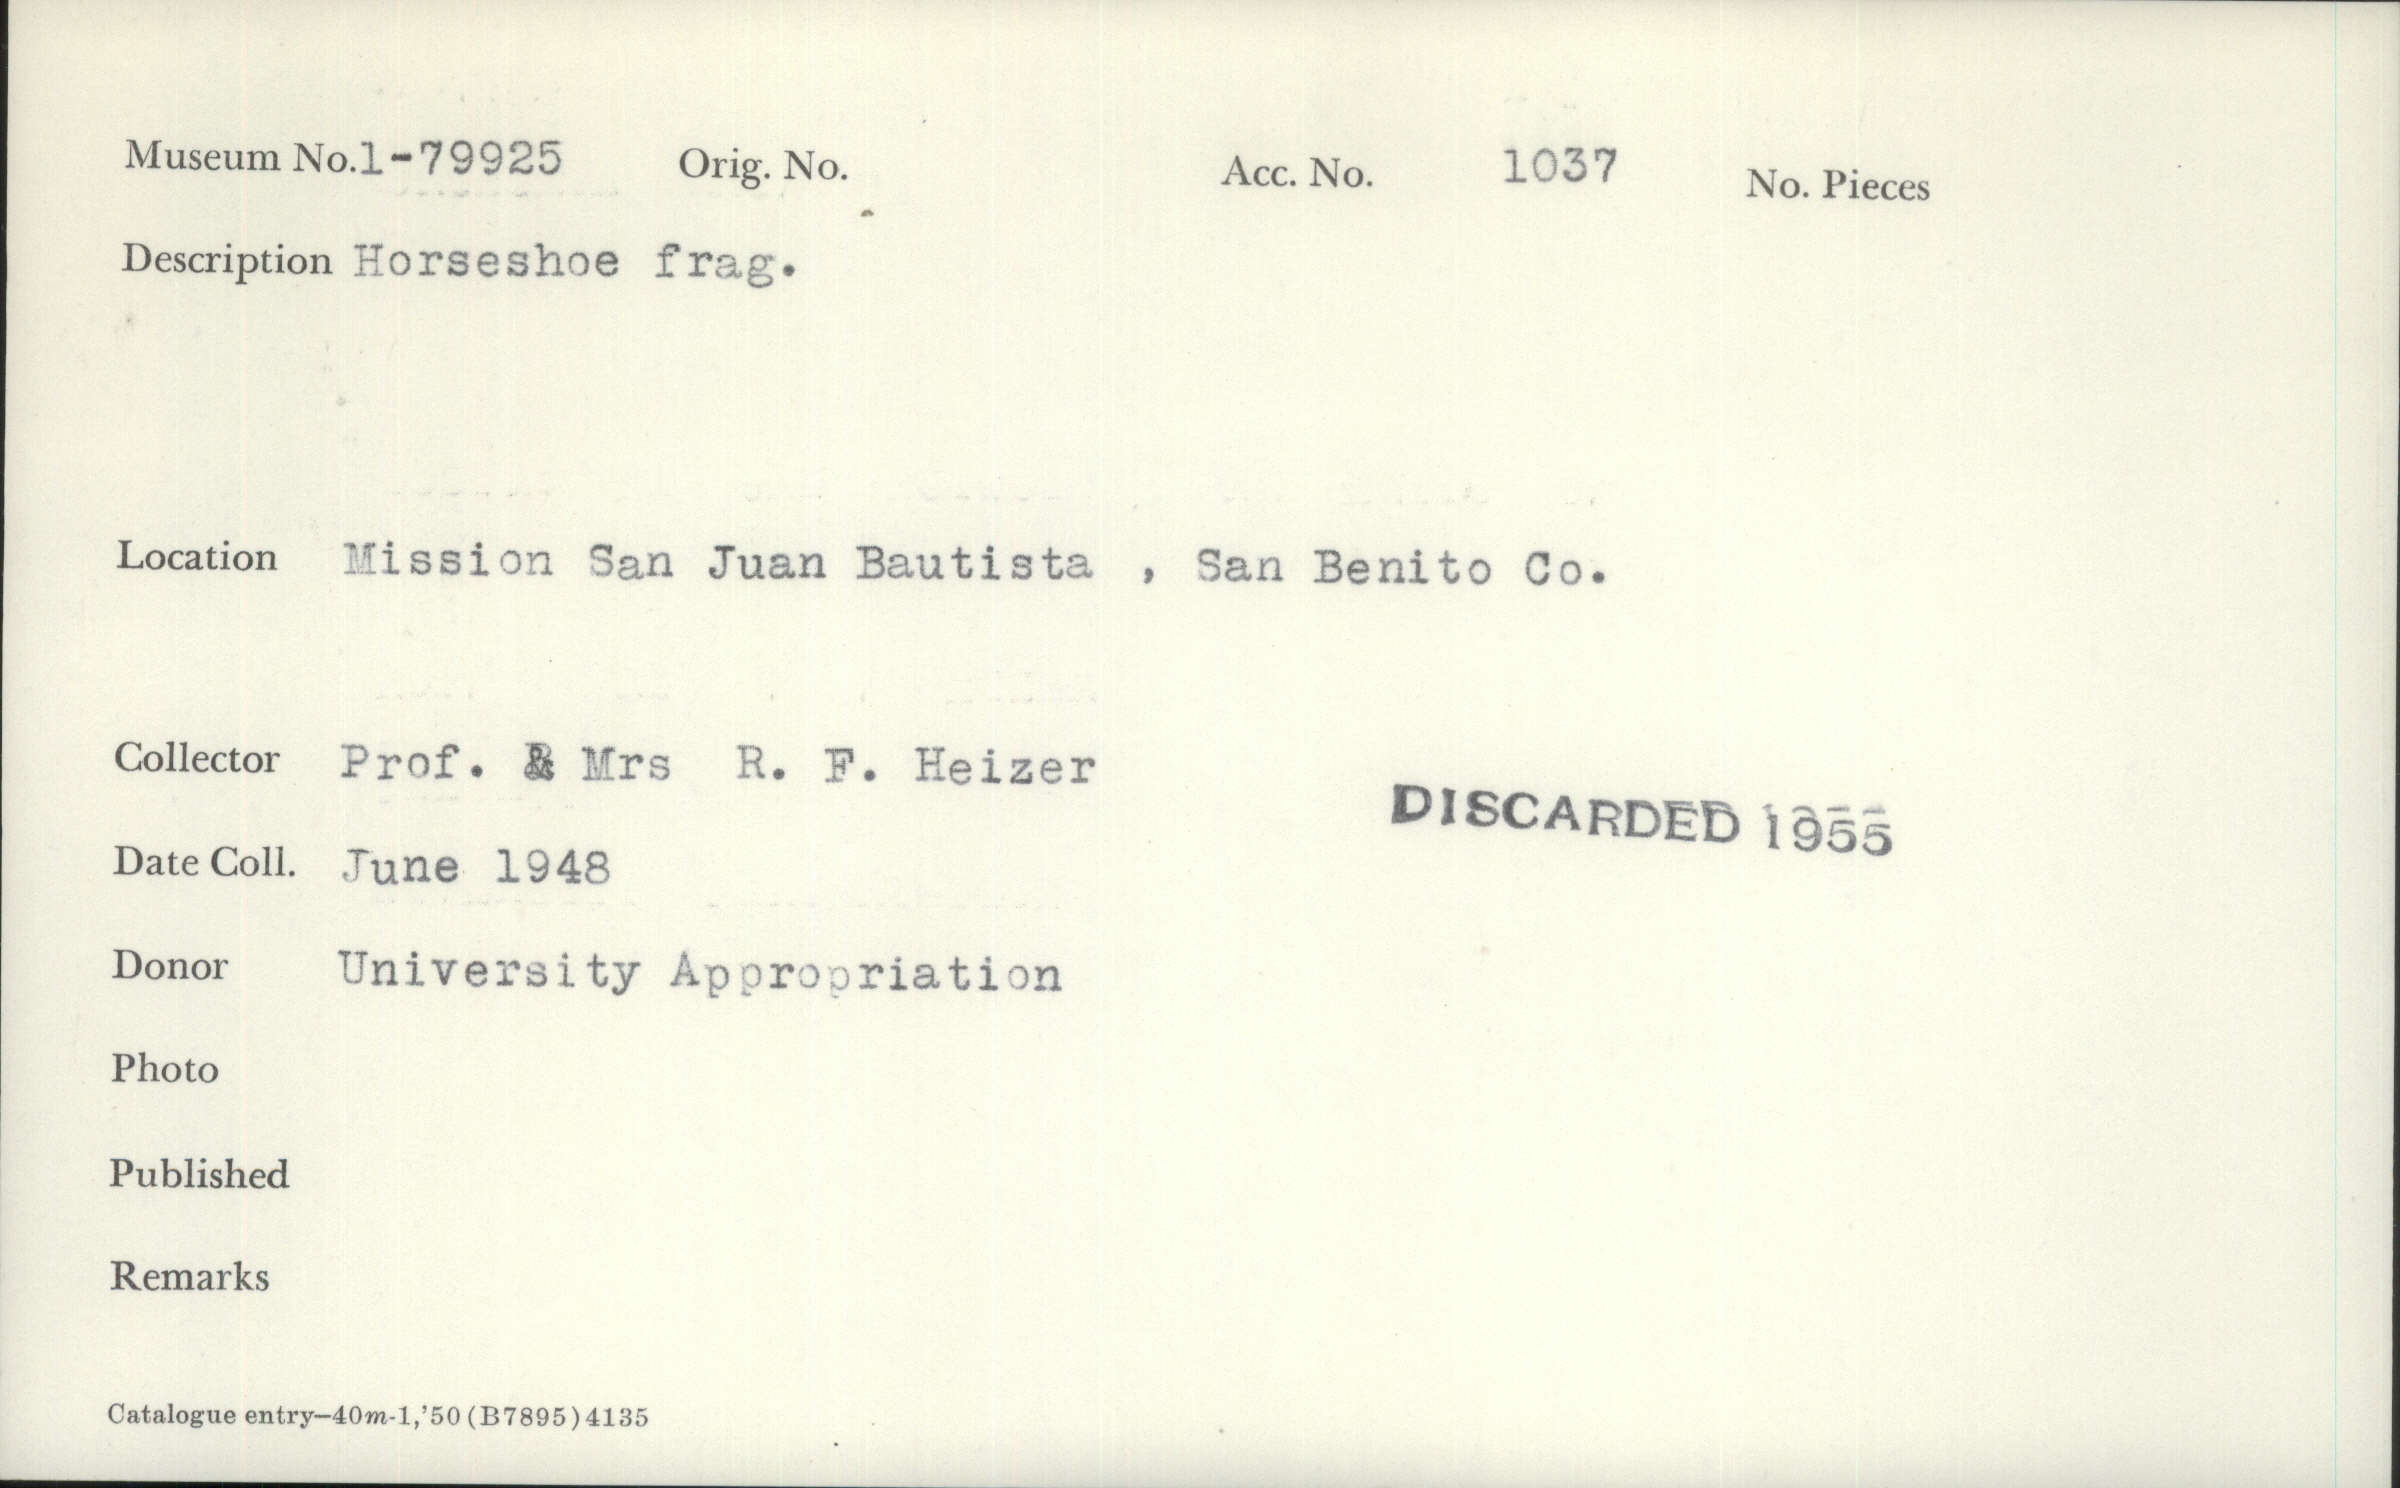 Museum No. 1-79925 Orig. No. Acc. No. 1037 No. Pieces
Description Horseshoe frag.
Location Mission San Juan Bautista , San Benito Co.
Collector Prof. & Mrs R. F. Heizer
DISCARDED 1955
Date Coll. June 1948
Donor University Appropriation
Photo
Published
Remarks
Catalogue entry—40m-1,'50 (B7895) 4135